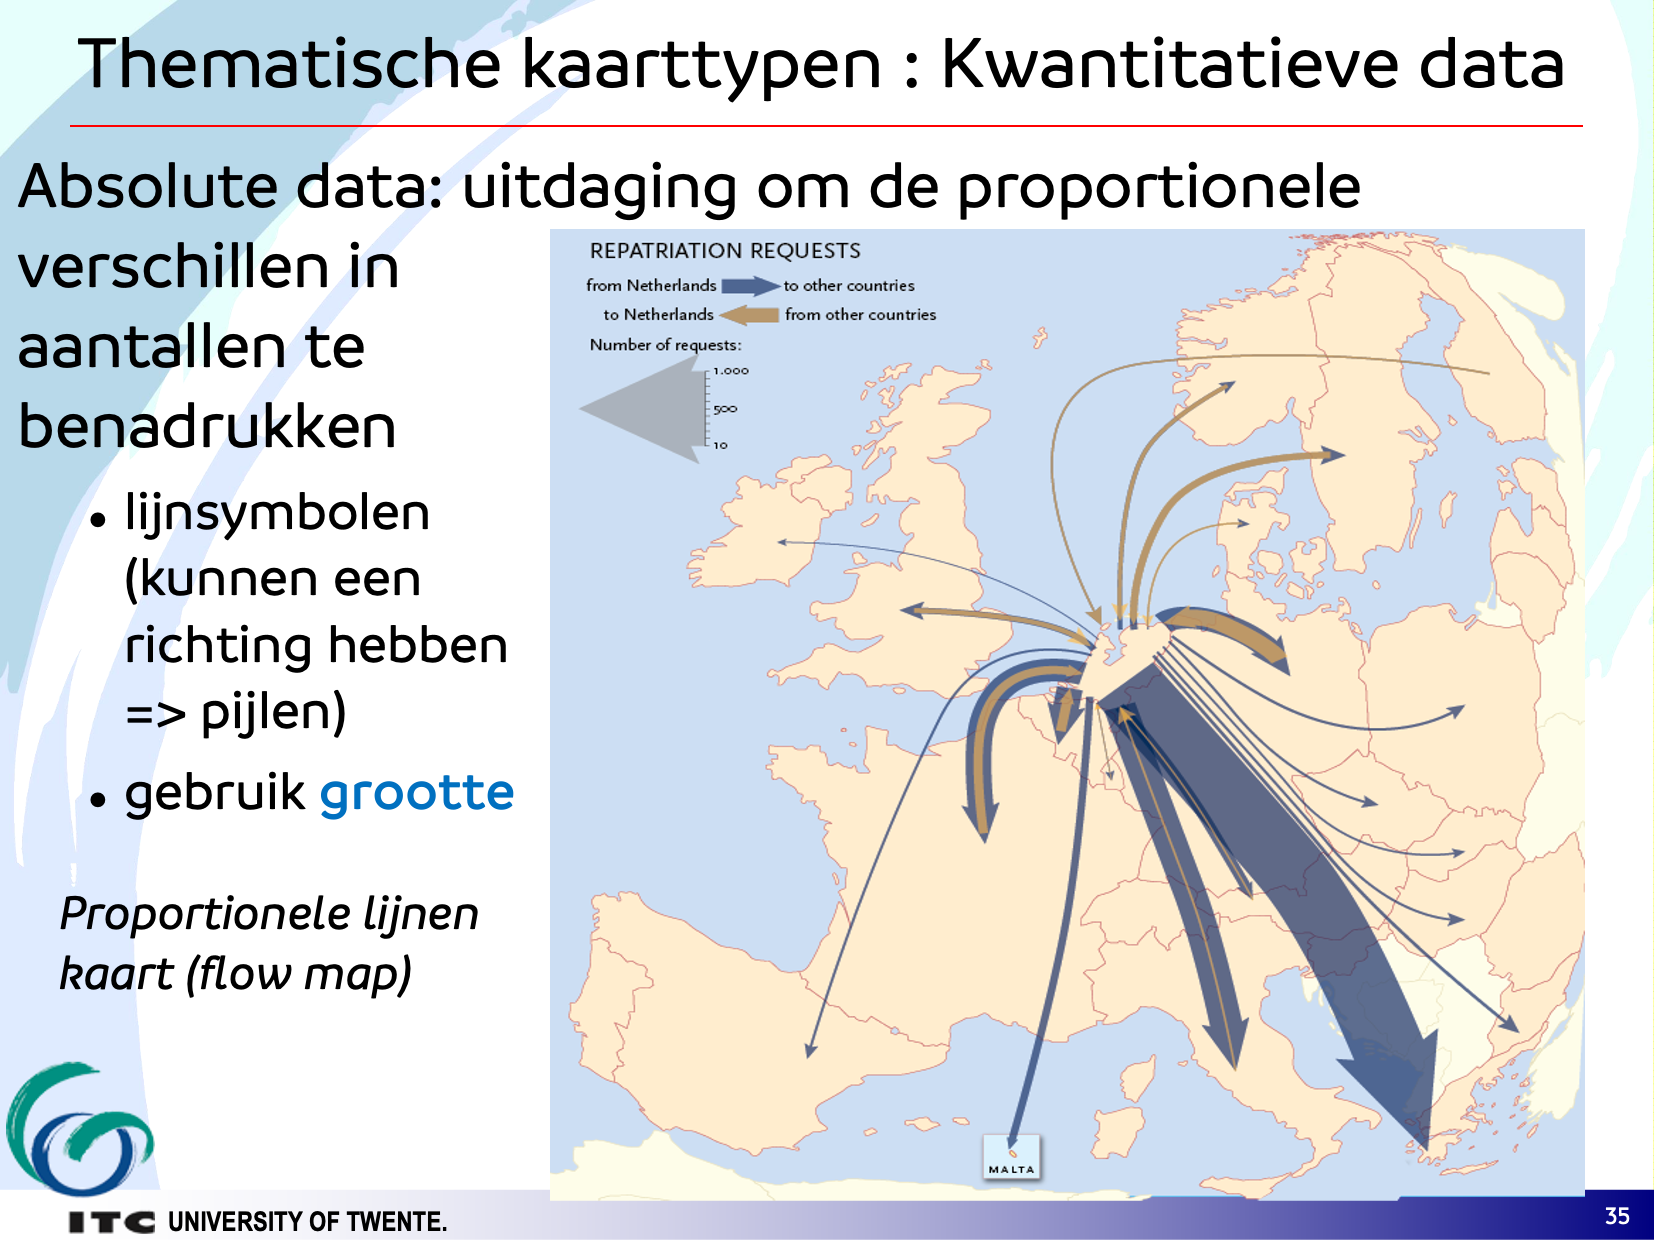 Thematische kaarttypen : Kwantitatieve data
Absolute data: uitdaging om de proportionele
verschillen in
aantallen te
benadrukken
• lijnsymbolen
(kunnen een
richting hebben
=> pijlen)
• gebruik grootte
Proportionele lijnen
kaart (flow map)
REPATRIATION REQUESTS
from Netherlands to other countries
to Netherlands from other countries
Number of requests:
1.000
500
10
MALTA
ITC UNIVERSITY OF TWENTE.
35